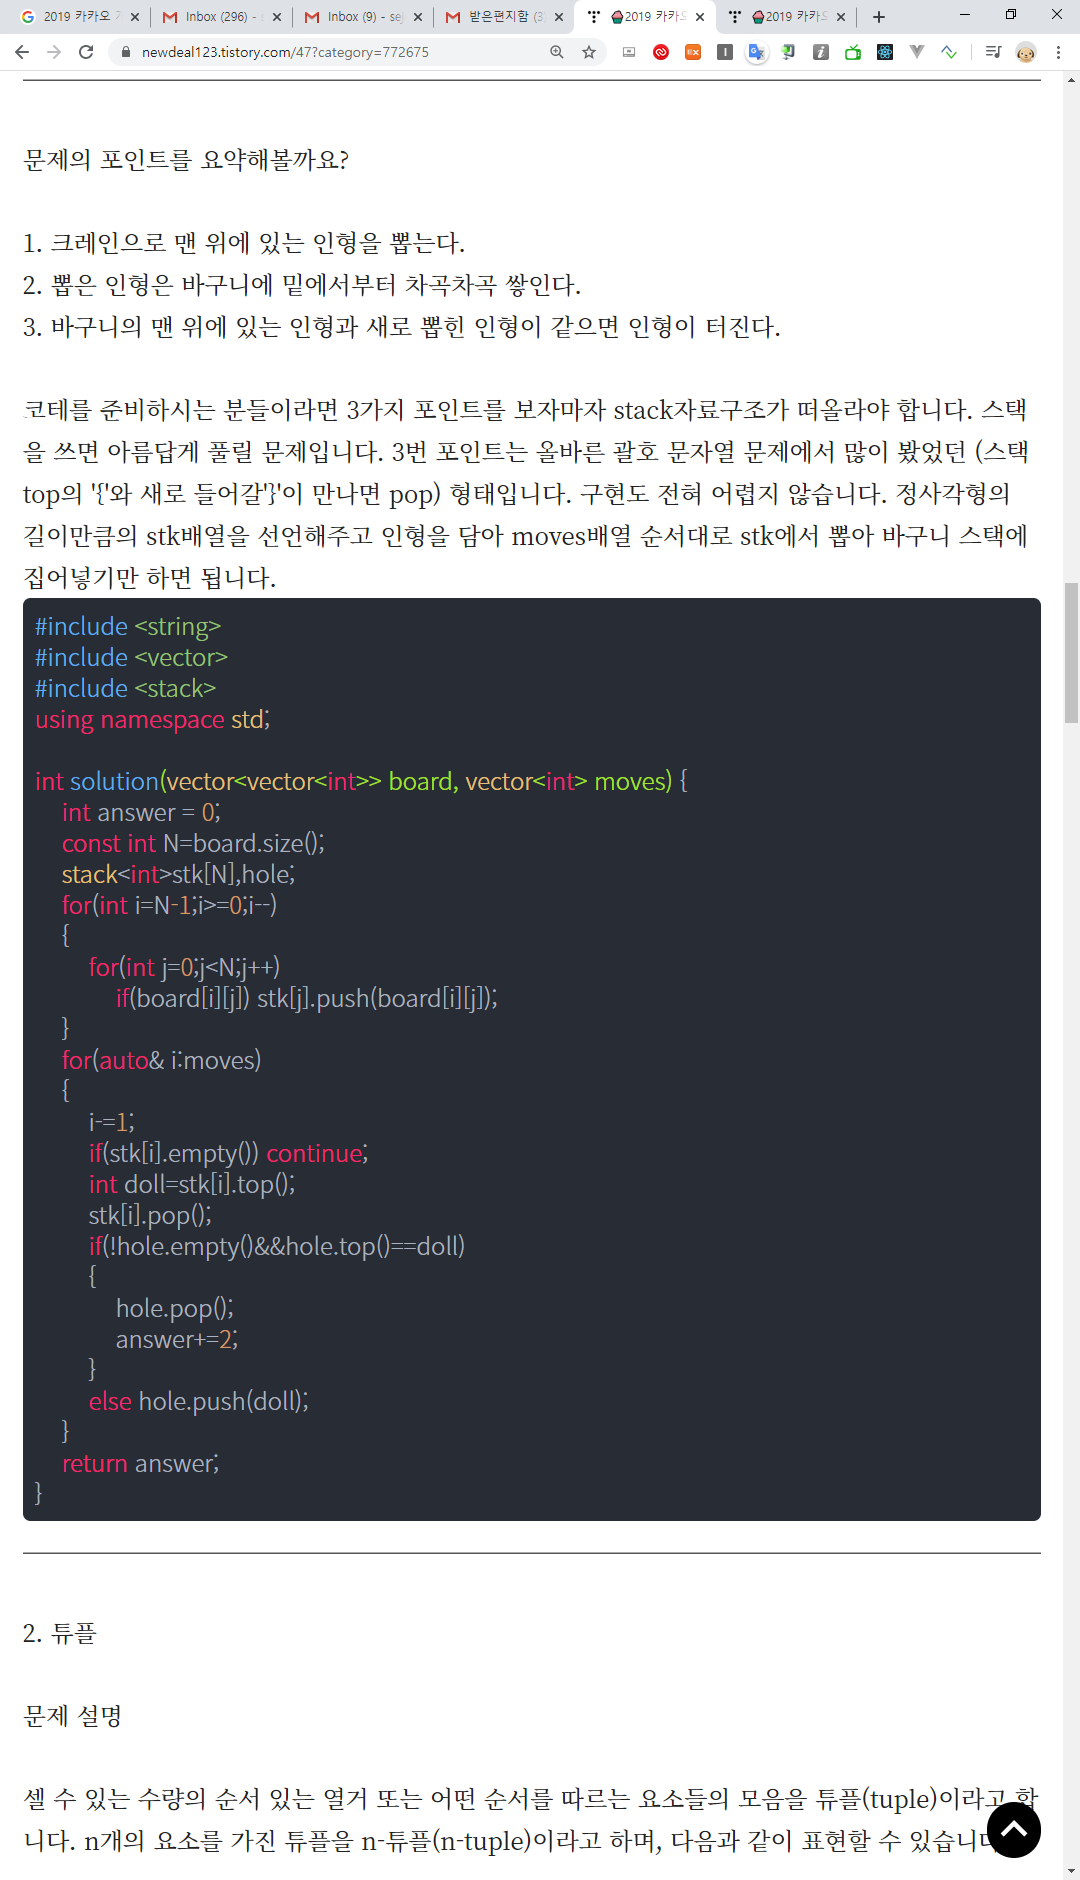 2019 카카오
Inbox (296) -
Inbox (9) - se
받은편지함 (3
2019 카카오
2019 카카오
newdeal123.tistory.com/47?category=772675
문제의 포인트를 요약해볼까요?
1. 크레인으로 맨 위에 있는 인형을 뽑는다.
2. 뽑은 인형은 바구니에 밑에서부터 차곡차곡 쌓인다.
3. 바구니의 맨 위에 있는 인형과 새로 뽑힌 인형이 같으면 인형이 터진다.
코테를 준비하시는 분들이라면 3가지 포인트를 보자마자 stack자료구조가 떠올라야 합니다. 스택
을 쓰면 아름답게 풀릴 문제입니다. 3번 포인트는 올바른 괄호 문자열 문제에서 많이 봤었던 (스택
top의 '{'와 새로 들어갈'}'이 만나면 pop) 형태입니다. 구현도 전혀 어렵지 않습니다. 정사각형의
길이만큼의 stk배열을 선언해주고 인형을 담아 moves배열 순서대로 stk에서 뽑아 바구니 스택에
집어넣기만 하면 됩니다.
#include <string>
#include <vector>
#include <stack>
using namespace std;
int solution(vector<vector<int>> board, vector<int> moves) {
int answer = 0;
const int N=board.size();
stack<int>stk[N],hole;
for(int i=N-1;i>=0;i--)
{
for(int j=0;j<N;j++)
if(board[i][j]) stk[j].push(board[i][j]);
}
for(auto& i:moves)
{
i-=1;
if(stk[i].empty()) continue;
int doll=stk[i].top();
stk[i].pop();
if(!hole.empty()&&hole.top()==doll)
{
hole.pop();
answer+=2;
}
else hole.push(doll);
}
return answer;
}
2. 튜플
문제 설명
셀 수 있는 수량의 순서 있는 열거 또는 어떤 순서를 따르는 요소들의 모음을 튜플(tuple)이라고 합
니다. n개의 요소를 가진 튜플을 n-튜플(n-tuple)이라고 하며, 다음과 같이 표현할 수 있습니다